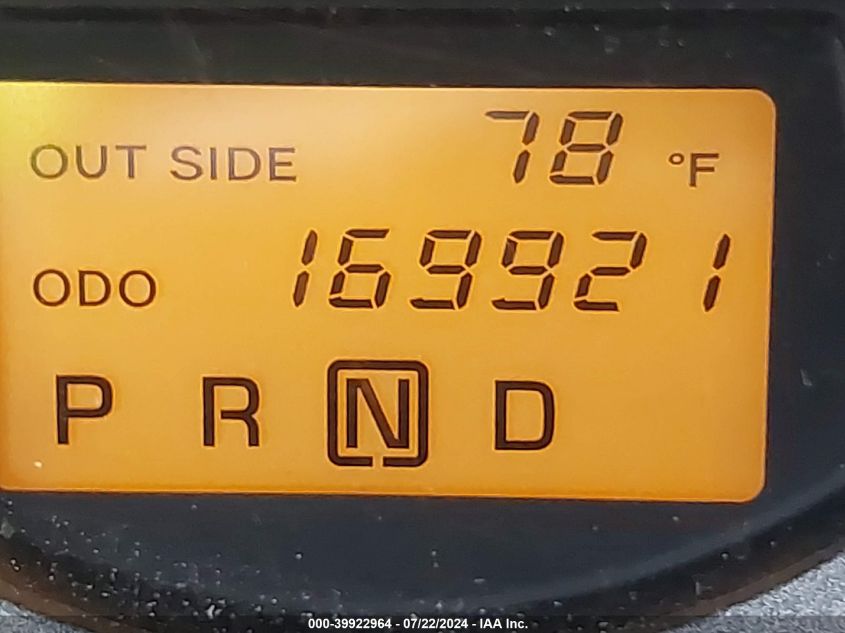 OUT SIDE 78 °F
ODO 169921
P R N D
000-39922964 - 07/22/2024 - IAA Inc.